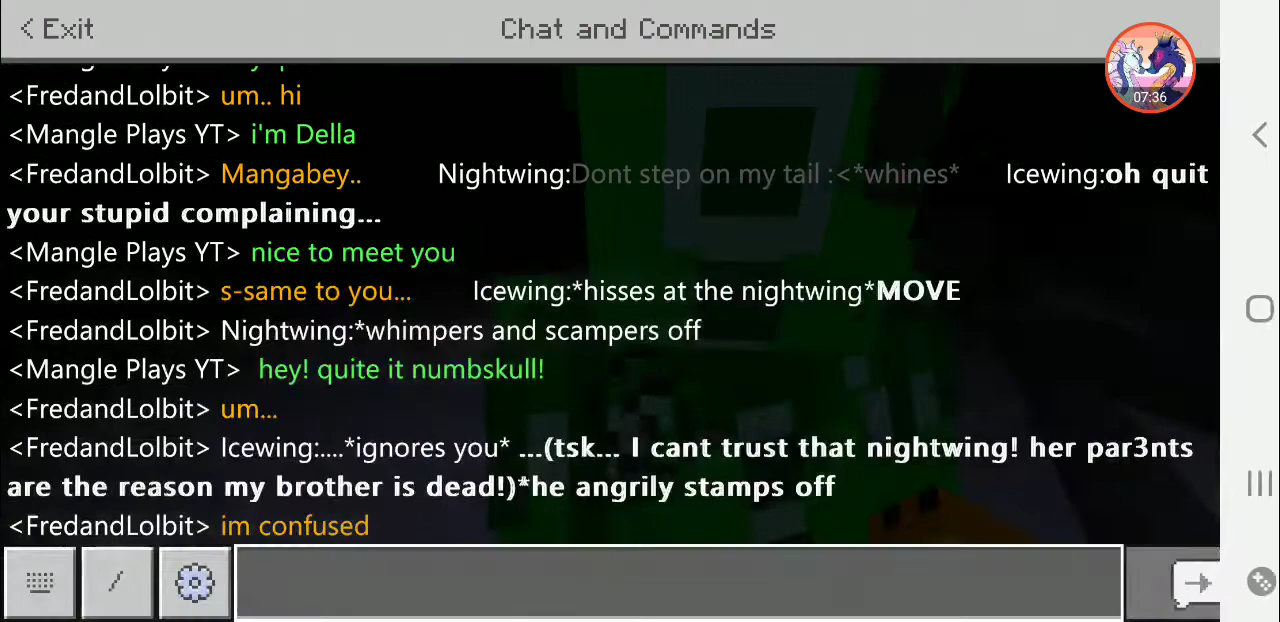 < Exit
Chat and Commands
07:36
<FredandLolbit> um.. hi
<Mangle Plays YT> i'm Della
<FredandLolbit> Mangabey.. Nightwing:Dont step on my tail :<*whines* Icewing:oh quit
your stupid complaining...
<Mangle Plays YT> nice to meet you
<FredandLolbit> s-same to you... Icewing:*hisses at the nightwing*MOVE
<FredandLolbit> Nightwing:*whimpers and scampers off
<Mangle Plays YT> hey! quite it numbskull!
<FredandLolbit> um...
<FredandLolbit> Icewing:....*ignores you* ...(tsk... I cant trust that nightwing! her par3nts
are the reason my brother is dead!)*he angrily stamps off
<FredandLolbit> im confused
/